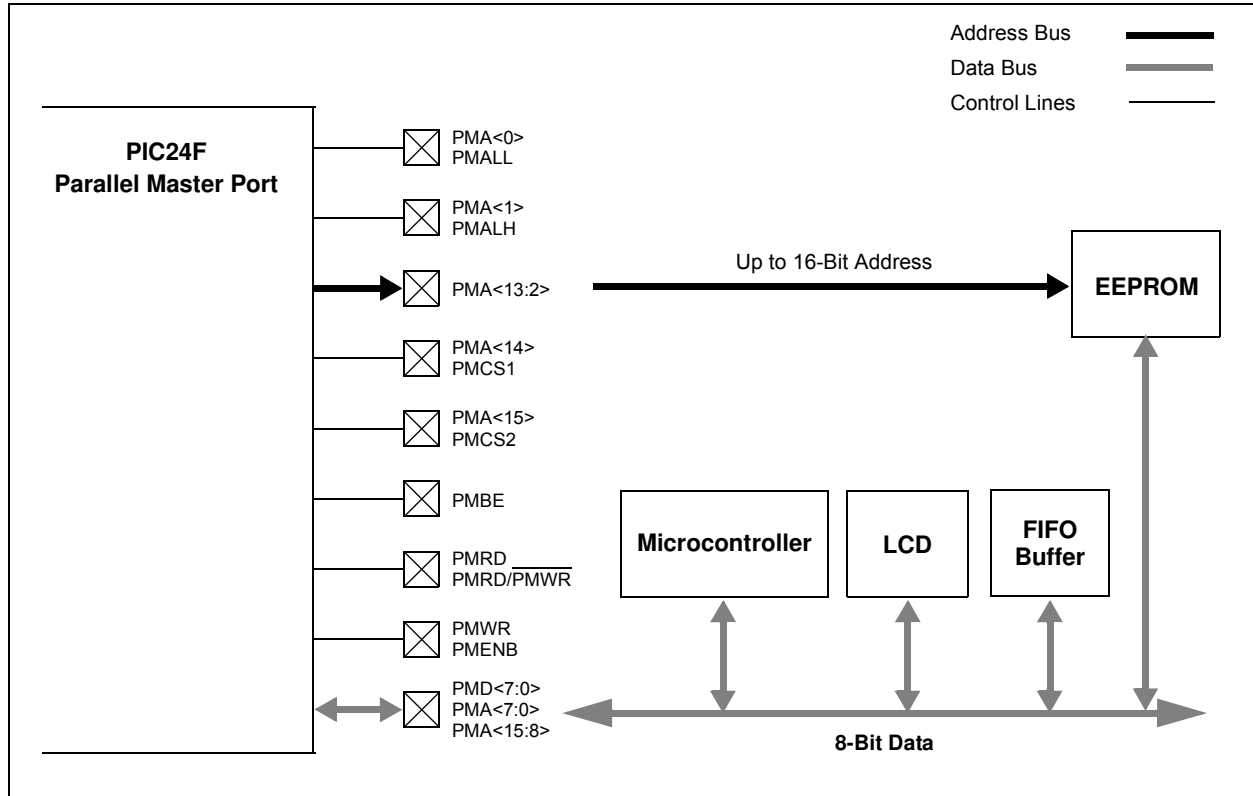 Address Bus
Data Bus
Control Lines
PIC24F
Parallel Master Port
PMA<0>
PMALL
PMA<1>
PMALH
PMA<13:2>
Up to 16-Bit Address
EEPROM
PMA<14>
PMCS1
PMA<15>
PMCS2
PMBE
Microcontroller
LCD
FIFO
Buffer
PMRD
PMRD/PMWR
PMWR
PMENB
PMD<7:0>
PMA<7:0>
PMA<15:8>
8-Bit Data